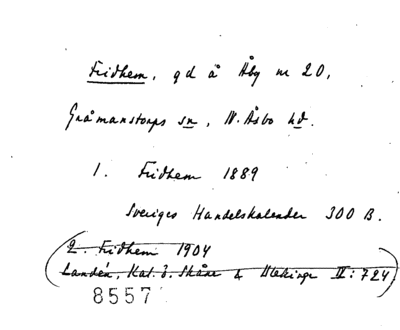 Fridhem, gd å Åby nr 20,
Gråmanstorps sn, N. Åsbo hd.
1. Fridhem 1889
Sveriges Handelskalender 300 B.
(2. Fridhem 1904
Landén, Kat. ö. Skåne & Blekinge II: 724.)
8557